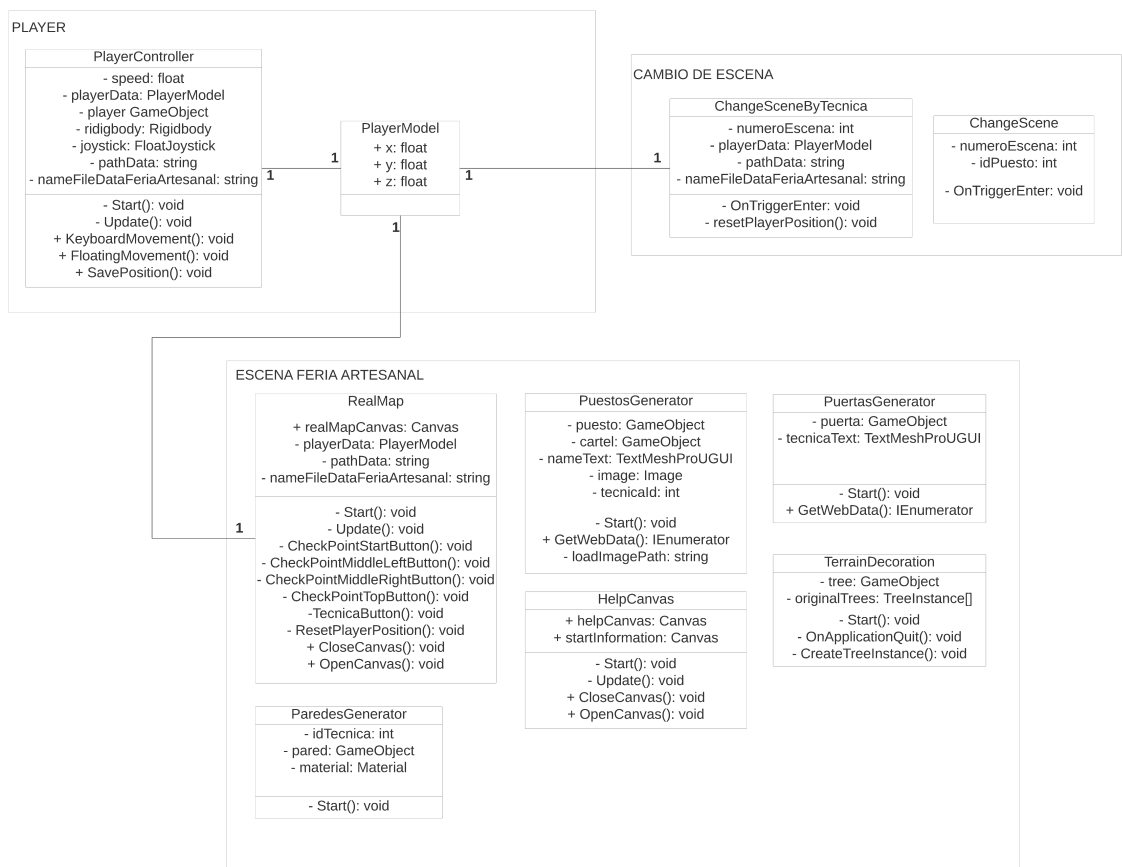 PLAYER
PlayerController
- speed: float
- playerData: PlayerModel
- player GameObject
- ridigbody: Rigidbody
- joystick: FloatJoystick
- pathData: string
- nameFileDataFeriaArtesanal: string
- Start(): void
- Update(): void
+ KeyboardMovement(): void
+ FloatingMovement(): void
+ SavePosition(): void
1
1
PlayerModel
+ x: float
+ y: float
+ z: float
1
1
1
CAMBIO DE ESCENA
ChangeSceneByTecnica
- numeroEscena: int
- playerData: PlayerModel
- pathData: string
- nameFileDataFeriaArtesanal: string
- OnTriggerEnter: void
- resetPlayerPosition(): void
ChangeScene
- numeroEscena: int
- idPuesto: int
- OnTriggerEnter: void
ESCENA FERIA ARTESANAL
1
RealMap
+ realMapCanvas: Canvas
- playerData: PlayerModel
- pathData: string
- nameFileDataFeriaArtesanal: string
- Start(): void
- Update(): void
- CheckPointStartButton(): void
- CheckPointMiddleLeftButton(): void
- CheckPointMiddleRightButton(): void
- CheckPointTopButton(): void
-TecnicaButton(): void
- ResetPlayerPosition(): void
+ CloseCanvas(): void
+ OpenCanvas(): void
PuestosGenerator
- puesto: GameObject
- cartel: GameObject
- nameText: TextMeshProUGUI
- image: Image
- tecnicaId: int
- Start(): void
+ GetWebData(): IEnumerator
- loadImagePath: string
PuertasGenerator
- puerta: GameObject
- tecnicaText: TextMeshProUGUI
- Start(): void
+ GetWebData(): IEnumerator
HelpCanvas
+ helpCanvas: Canvas
+ startInformation: Canvas
- Start(): void
- Update(): void
+ CloseCanvas(): void
+ OpenCanvas(): void
TerrainDecoration
- tree: GameObject
- originalTrees: TreeInstance[]
- Start(): void
- OnApplicationQuit(): void
- CreateTreeInstance(): void
ParedesGenerator
- idTecnica: int
- pared: GameObject
- material: Material
- Start(): void